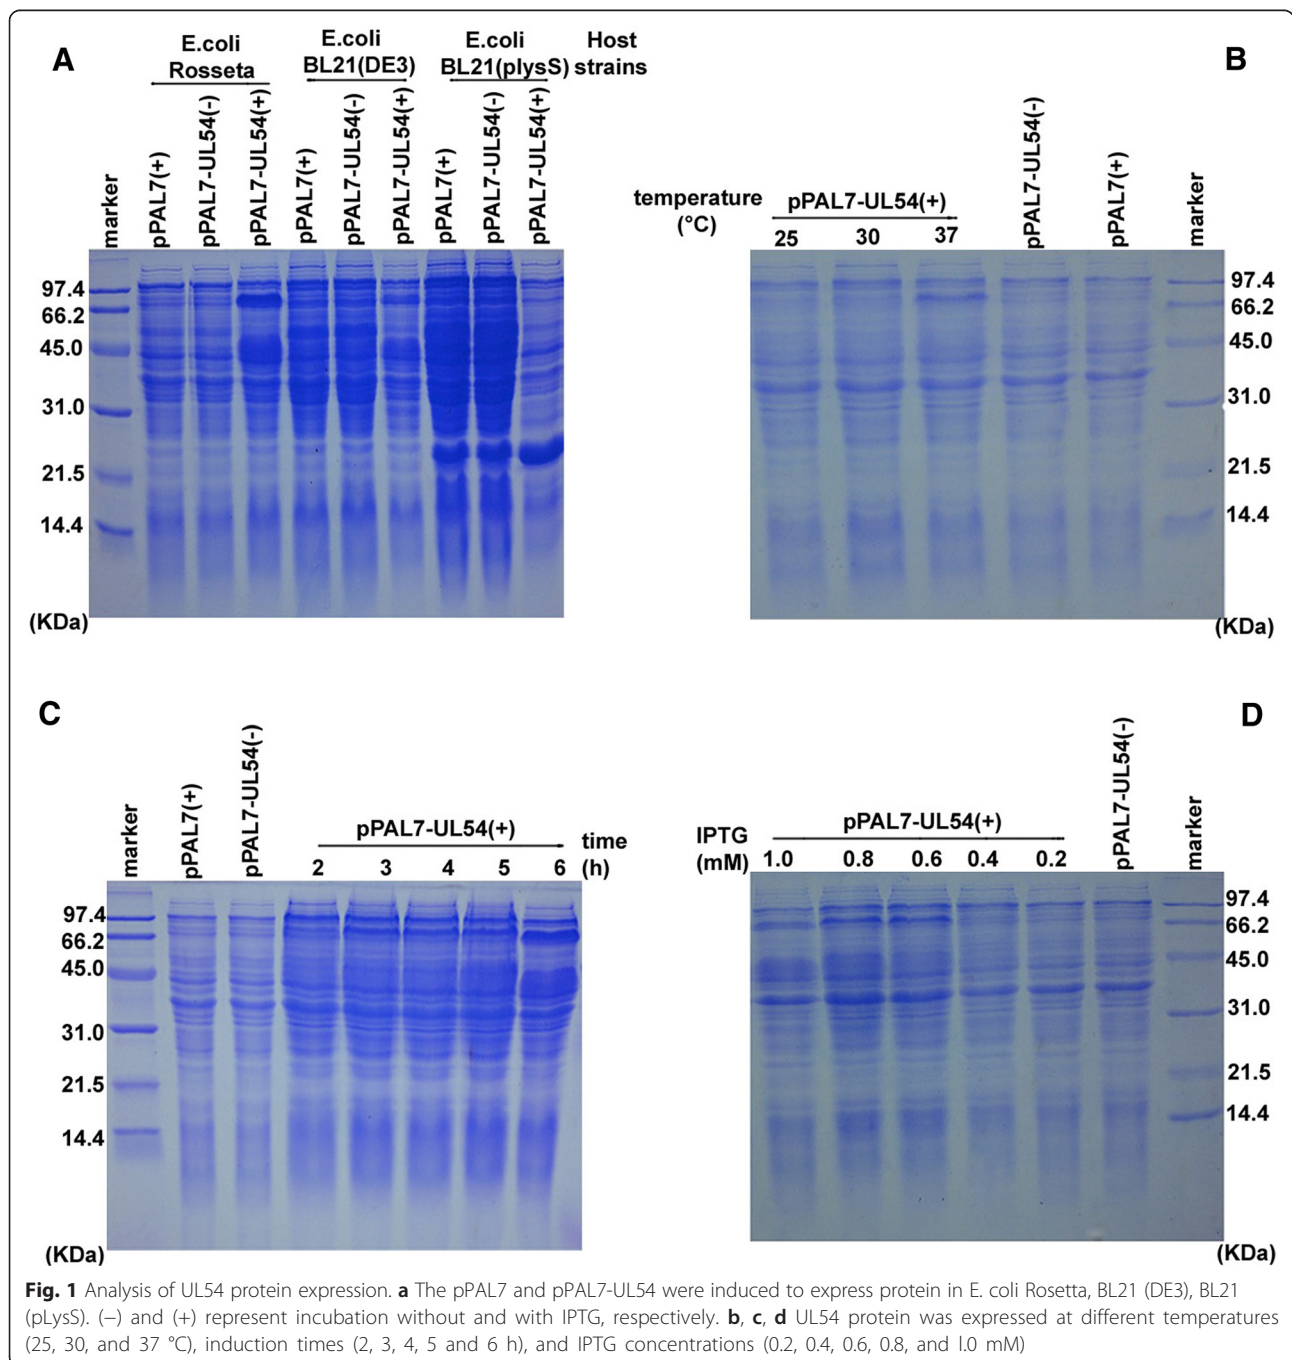 A
E.coli
Rosseta
E.coli
BL21(DE3)
E.coli
BL21(plysS)
Host
strains
marker
pPAL7(+)
pPAL7-UL54(-)
pPAL7-UL54(+)
pPAL7(+)
pPAL7-UL54(-)
pPAL7-UL54(+)
pPAL7(+)
pPAL7-UL54(-)
pPAL7-UL54(+)
97.4
66.2
45.0
31.0
21.5
14.4
(KDa)
B
temperature
(°C)
pPAL7-UL54(+)
25 30 37
pPAL7-UL54(-)
pPAL7(+)
marker
97.4
66.2
45.0
31.0
21.5
14.4
(KDa)
C
marker
pPAL7(+)
pPAL7-UL54(-)
pPAL7-UL54(+)
time
(h)
2 3 4 5 6
97.4
66.2
45.0
31.0
21.5
14.4
(KDa)
D
IPTG
(mM)
pPAL7-UL54(+)
1.0 0.8 0.6 0.4 0.2
pPAL7-UL54(-)
marker
97.4
66.2
45.0
31.0
21.5
14.4
(KDa)
Fig. 1 Analysis of UL54 protein expression. a The pPAL7 and pPAL7-UL54 were induced to express protein in E. coli Rosetta, BL21 (DE3), BL21
(pLysS). (−) and (+) represent incubation without and with IPTG, respectively. b, c, d UL54 protein was expressed at different temperatures
(25, 30, and 37 °C), induction times (2, 3, 4, 5 and 6 h), and IPTG concentrations (0.2, 0.4, 0.6, 0.8, and l.0 mM)